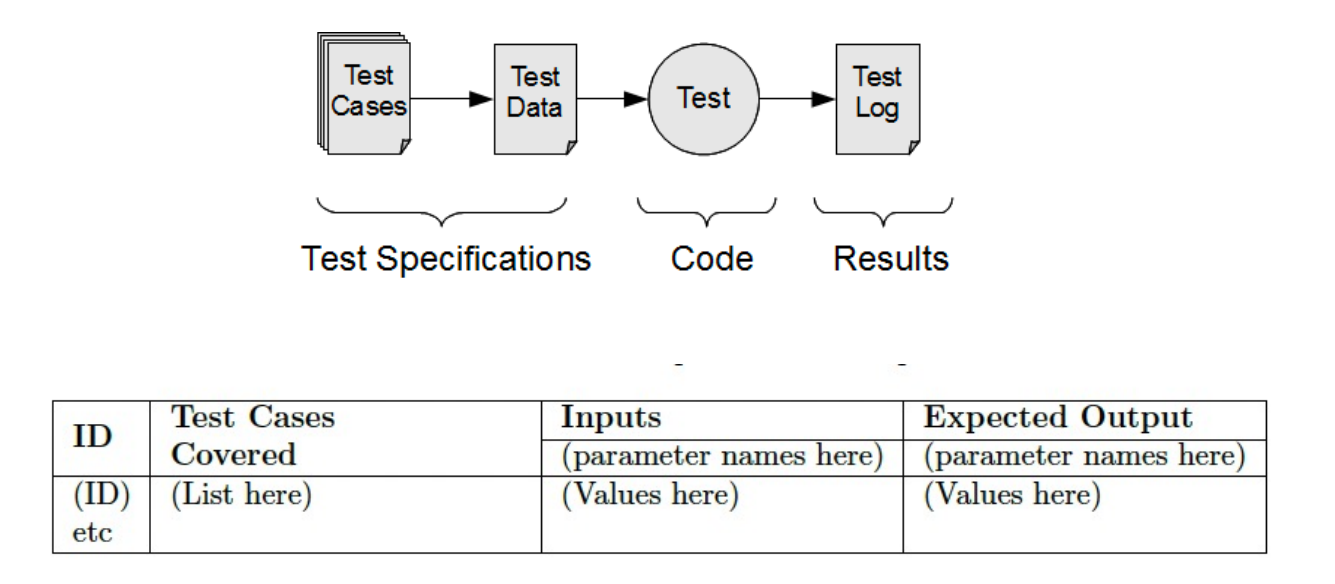 Test
Cases
Test
Data
Test
Test
Log
Test Specifications
Code
Results
ID
Test Cases
Covered
Inputs
Expected Output
(parameter names here)
(parameter names here)
(ID)
(List here)
(Values here)
(Values here)
etc